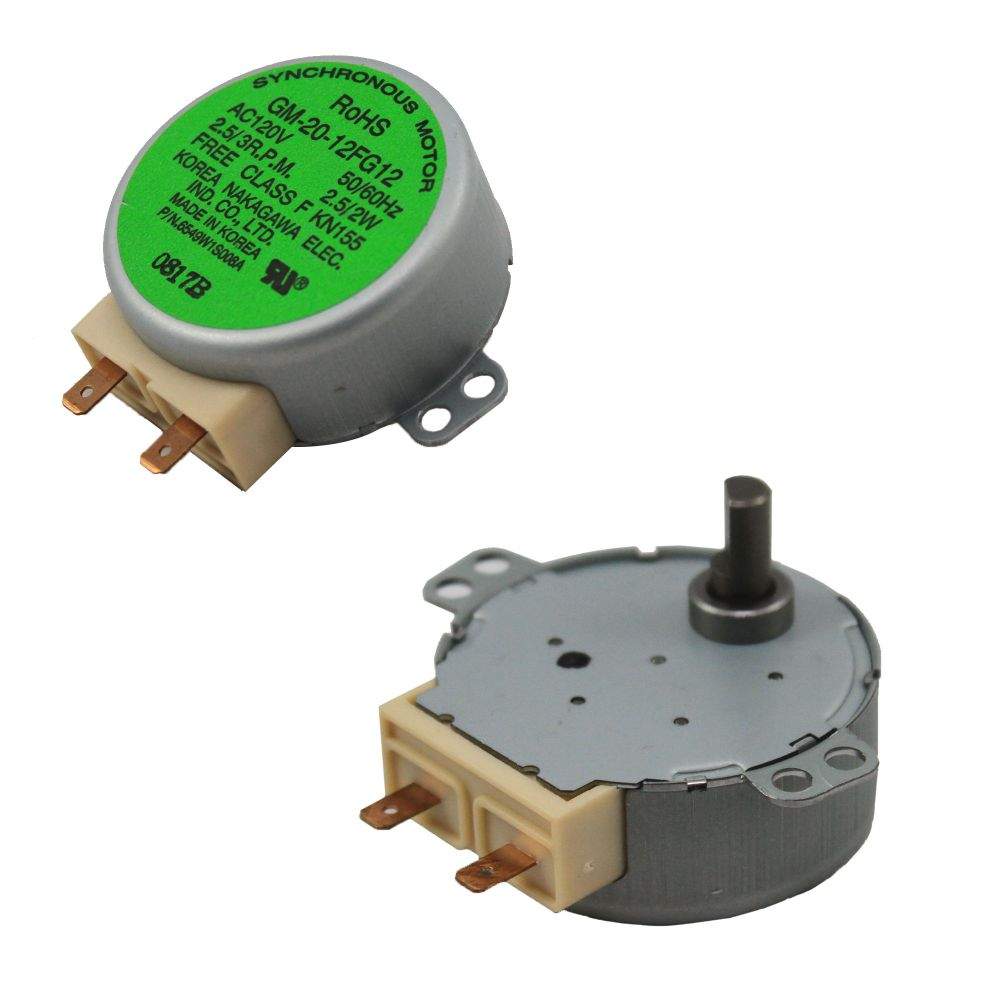 SYNCHRONOUS MOTOR
RoHS
GM-20-12FG12
AC120V 50/60Hz
2.5/3R.P.M. 2.5/2W
FREE CLASS F KN155
KOREA NAKAGAWA ELEC.
IND. CO., LTD.
MADE IN KOREA
P/N.6549W1S008A
0817B